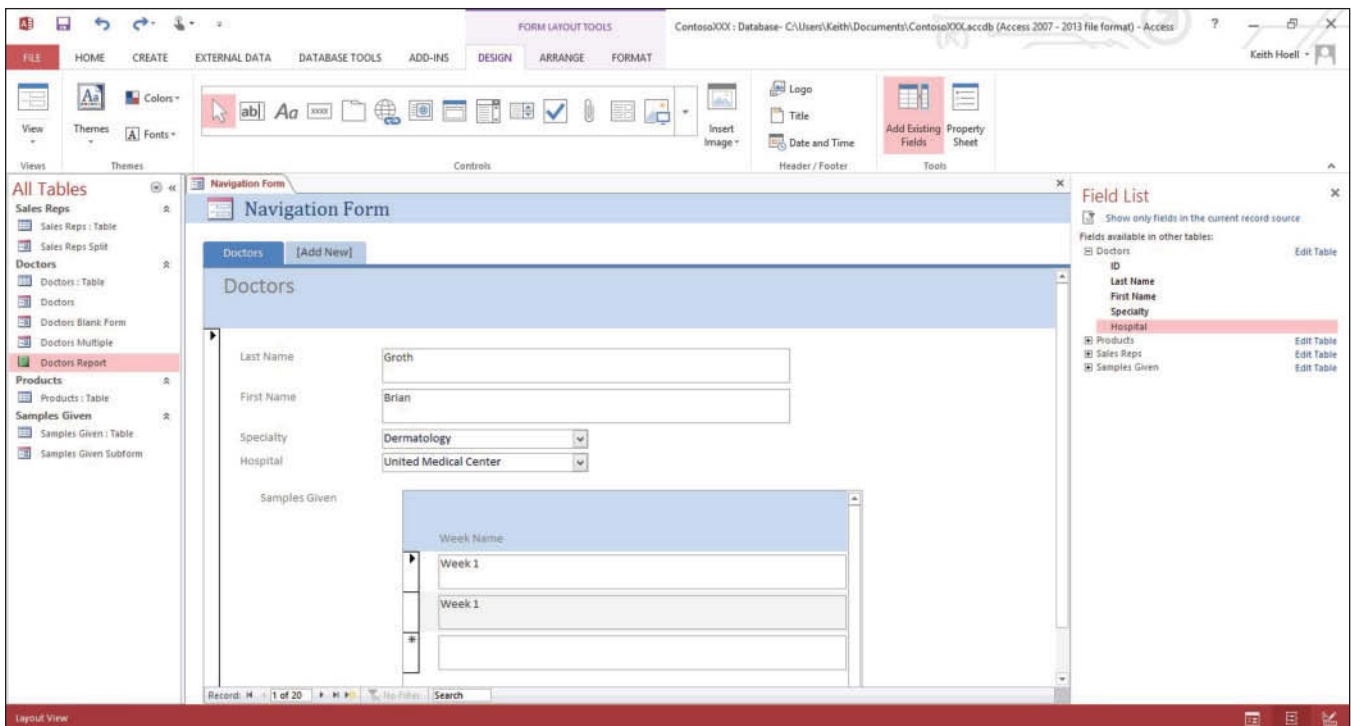 FORM LAYOUT TOOLS
ContosoXXX : Database- C:\Users\Keith\Documents\ContosoXXX.accdb (Access 2007 - 2013 file format) - Access
?
FILE HOME CREATE EXTERNAL DATA DATABASE TOOLS ADD-INS DESIGN ARRANGE FORMAT
Keith Hoell
Colors
Fonts
View
Themes
ab|
Aa
xxxx
Insert Image
Logo
Title
Date and Time
Add Existing Fields
Property Sheet
Views
Themes
Controls
Header / Footer
Tools
All Tables
Sales Reps
Sales Reps : Table
Sales Reps Split
Doctors
Doctors : Table
Doctors
Doctors Blank Form
Doctors Multiple
Doctors Report
Products
Products : Table
Samples Given
Samples Given : Table
Samples Given Subform
Navigation Form
Navigation Form
Doctors
[Add New]
Doctors
Last Name
Groth
First Name
Brian
Specialty
Dermatology
Hospital
United Medical Center
Samples Given
Week Name
Week 1
Week 1
Record:
1 of 20
No Filter
Search
Field List
Show only fields in the current record source
Fields available in other tables:
Doctors
Edit Table
ID
Last Name
First Name
Specialty
Hospital
Products
Edit Table
Sales Reps
Edit Table
Samples Given
Edit Table
Layout View